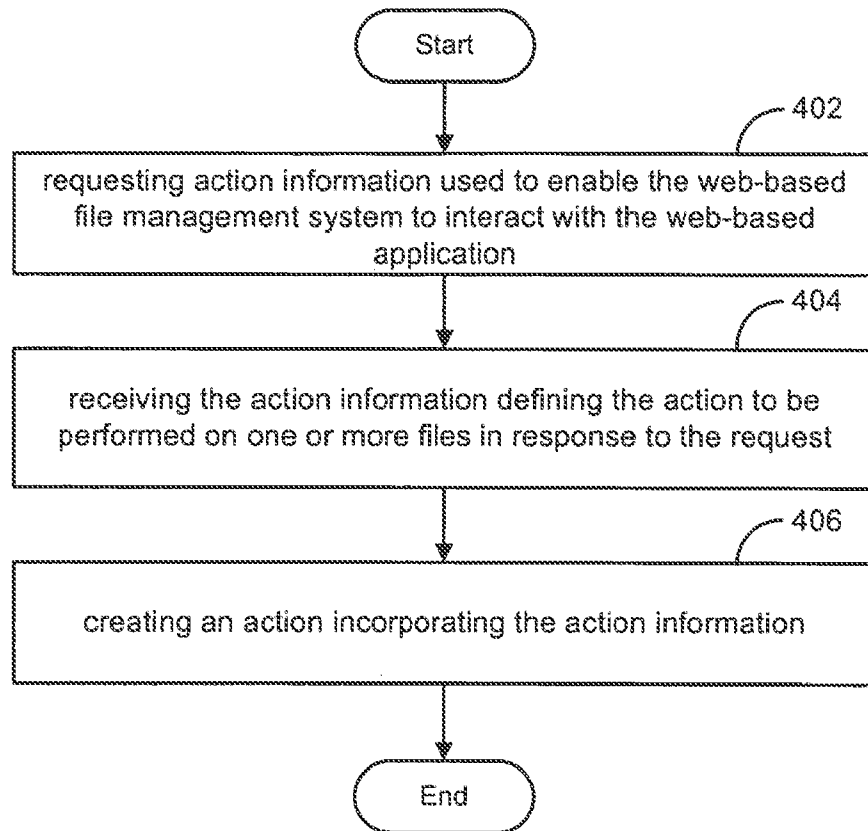 Start
402
requesting action information used to enable the web-based
file management system to interact with the web-based
application
404
receiving the action information defining the action to be
performed on one or more files in response to the request
406
creating an action incorporating the action information
End